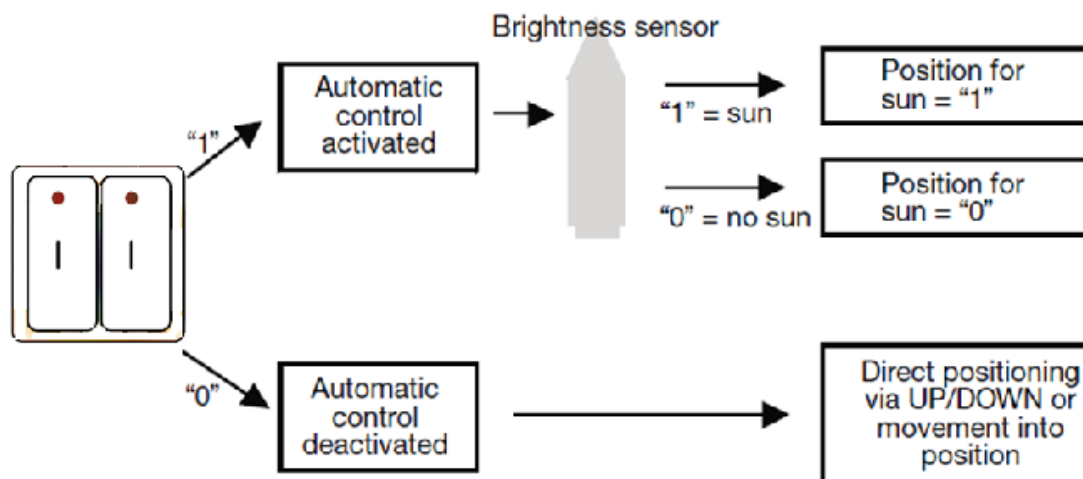 Brightness sensor
Automatic
control
activated
"1"
"1" = sun
Position for
sun = "1"
"0" = no sun
Position for
sun = "0"
"0"
Automatic
control
deactivated
Direct positioning
via UP/DOWN or
movement into
position